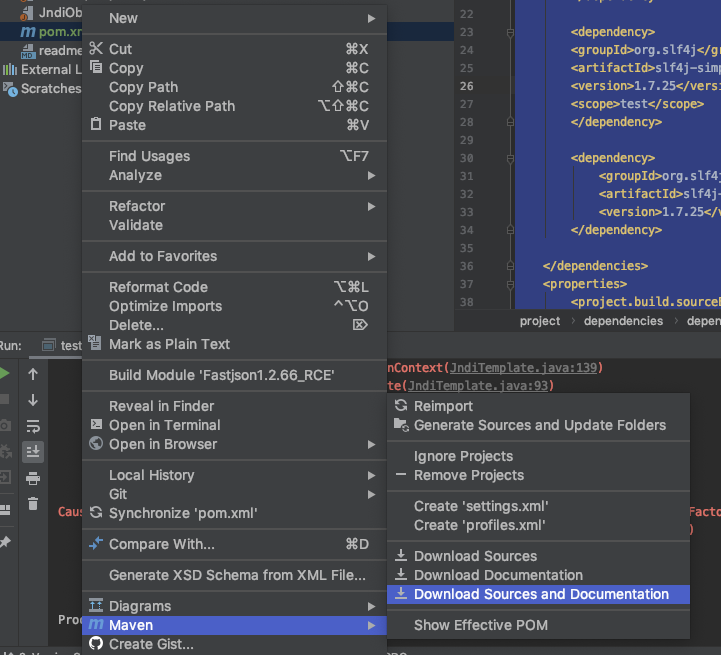 JndiOb
pom.xm
readme
External L
Scratches
New
Cut ⌘X
Copy ⌘C
Copy Path ⇧⌘C
Copy Relative Path ⌥⇧⌘C
Paste ⌘V
Find Usages ⌥F7
Analyze
Refactor
Validate
Add to Favorites
Reformat Code ⌥⌘L
Optimize Imports ^⌥O
Delete... ⌦
Mark as Plain Text
Build Module 'Fastjson1.2.66_RCE'
Reveal in Finder
Open in Terminal
Open in Browser
Local History
Git
Synchronize 'pom.xml'
Compare With... ⌘D
Generate XSD Schema from XML File...
Diagrams
Maven
Create Gist...
22
23 <dependency>
24 <groupId>org.slf4j</g
25 <artifactId>slf4j-simp
26 <version>1.7.25</versi
27 <scope>test</scope>
28 </dependency>
29
30 <dependency>
31 <groupId>org.slf4j
32 <artifactId>slf4j-
33 <version>1.7.25</v
34 </dependency>
35
36 </dependencies>
37 <properties>
38 <project.build.sourceE
project › dependencies › depen
Run: test
nContext(JndiTemplate.java:139)
te(JndiTemplate.java:93)
Reimport
Generate Sources and Update Folders
Ignore Projects
Remove Projects
Create 'settings.xml'
Create 'profiles.xml'
Download Sources
Download Documentation
Download Sources and Documentation
Show Effective POM
Caus
Facto
)
Proc